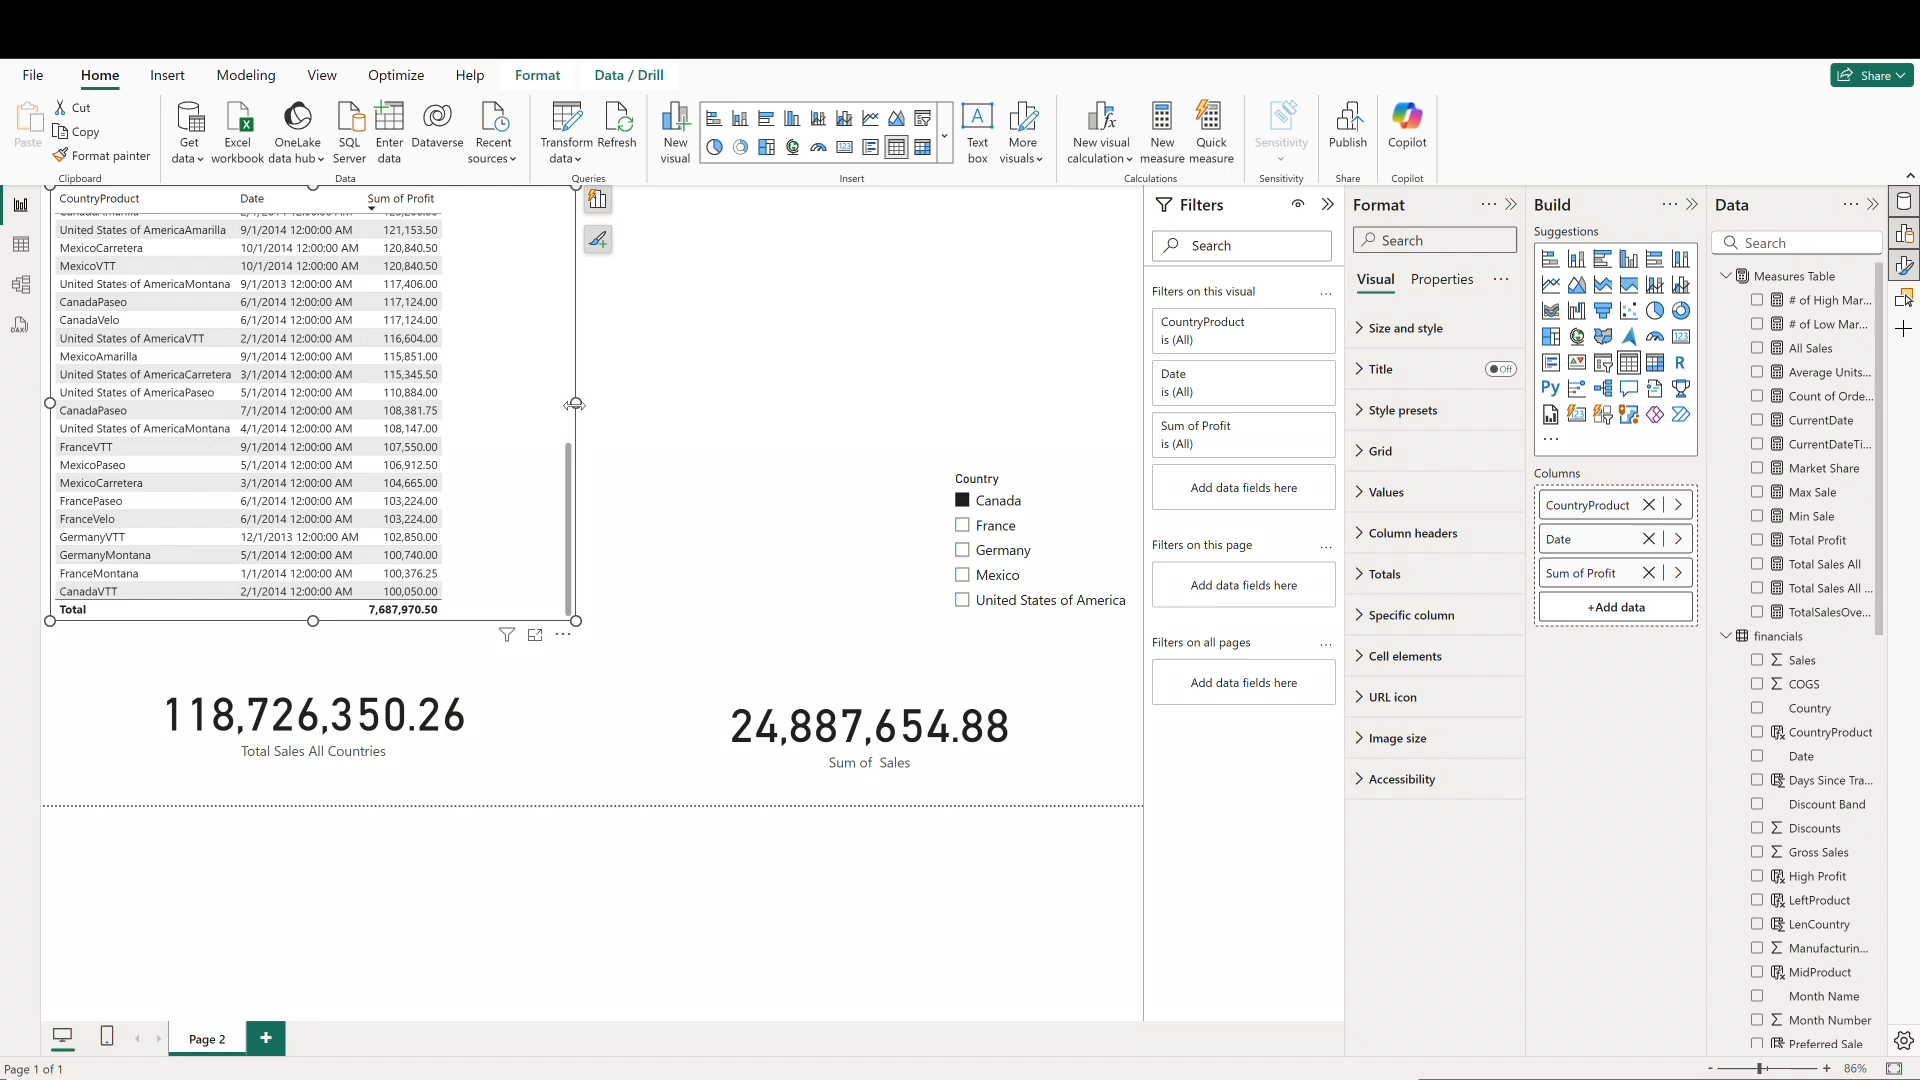 File Home Insert Modeling View Optimize Help Format Data / Drill Share
Paste Cut Copy Format painter
Clipboard
Get data Excel workbook OneLake data hub SQL Server Enter data Dataverse Recent sources
Data
Transform data Refresh
Queries
New visual Text box More visuals
Insert
New visual calculation New measure Quick measure
Calculations
Sensitivity
Sensitivity
Publish
Share
Copilot
Copilot
CountryProduct Date Sum of Profit
United States of AmericaAmarilla 9/1/2014 12:00:00 AM 121,153.50
MexicoCarretera 10/1/2014 12:00:00 AM 120,840.50
MexicoVTT 10/1/2014 12:00:00 AM 120,840.50
United States of AmericaMontana 9/1/2013 12:00:00 AM 117,406.00
CanadaPaseo 6/1/2014 12:00:00 AM 117,124.00
CanadaVelo 6/1/2014 12:00:00 AM 117,124.00
United States of AmericaVTT 2/1/2014 12:00:00 AM 116,604.00
MexicoAmarilla 9/1/2014 12:00:00 AM 115,851.00
United States of AmericaCarretera 3/1/2014 12:00:00 AM 115,345.50
United States of AmericaPaseo 5/1/2014 12:00:00 AM 110,884.00
CanadaPaseo 7/1/2014 12:00:00 AM 108,381.75
United States of AmericaMontana 4/1/2014 12:00:00 AM 108,147.00
FranceVTT 9/1/2014 12:00:00 AM 107,550.00
MexicoPaseo 5/1/2014 12:00:00 AM 106,912.50
MexicoCarretera 3/1/2014 12:00:00 AM 104,665.00
FrancePaseo 6/1/2014 12:00:00 AM 103,224.00
FranceVelo 6/1/2014 12:00:00 AM 103,224.00
GermanyVTT 12/1/2013 12:00:00 AM 102,850.00
GermanyMontana 5/1/2014 12:00:00 AM 100,740.00
FranceMontana 1/1/2014 12:00:00 AM 100,376.25
CanadaVTT 2/1/2014 12:00:00 AM 100,050.00
Total 7,687,970.50
118,726,350.26
Total Sales All Countries
Country
Canada
France
Germany
Mexico
United States of America
24,887,654.88
Sum of Sales
Filters
Search
Filters on this visual ...
CountryProduct
is (All)
Date
is (All)
Sum of Profit
is (All)
Add data fields here
Filters on this page ...
Add data fields here
Filters on all pages ...
Add data fields here
Format ...
Search
Visual Properties ...
Size and style
Title Off
Style presets
Grid
Values
Column headers
Totals
Specific column
Cell elements
URL icon
Image size
Accessibility
Build ...
Suggestions
R
Py
...
Columns
CountryProduct
Date
Sum of Profit
+Add data
Data ...
Search
Measures Table
# of High Mar...
# of Low Mar...
All Sales
Average Units...
Count of Orde...
CurrentDate
CurrentDateTi...
Market Share
Max Sale
Min Sale
Total Profit
Total Sales All
Total Sales All ...
TotalSalesOve...
financials
Sales
COGS
Country
CountryProduct
Date
Days Since Tra...
Discount Band
Discounts
Gross Sales
High Profit
LeftProduct
LenCountry
Manufacturin...
MidProduct
Month Name
Month Number
Preferred Sale
Page 2 +
Page 1 of 1
- + 86%